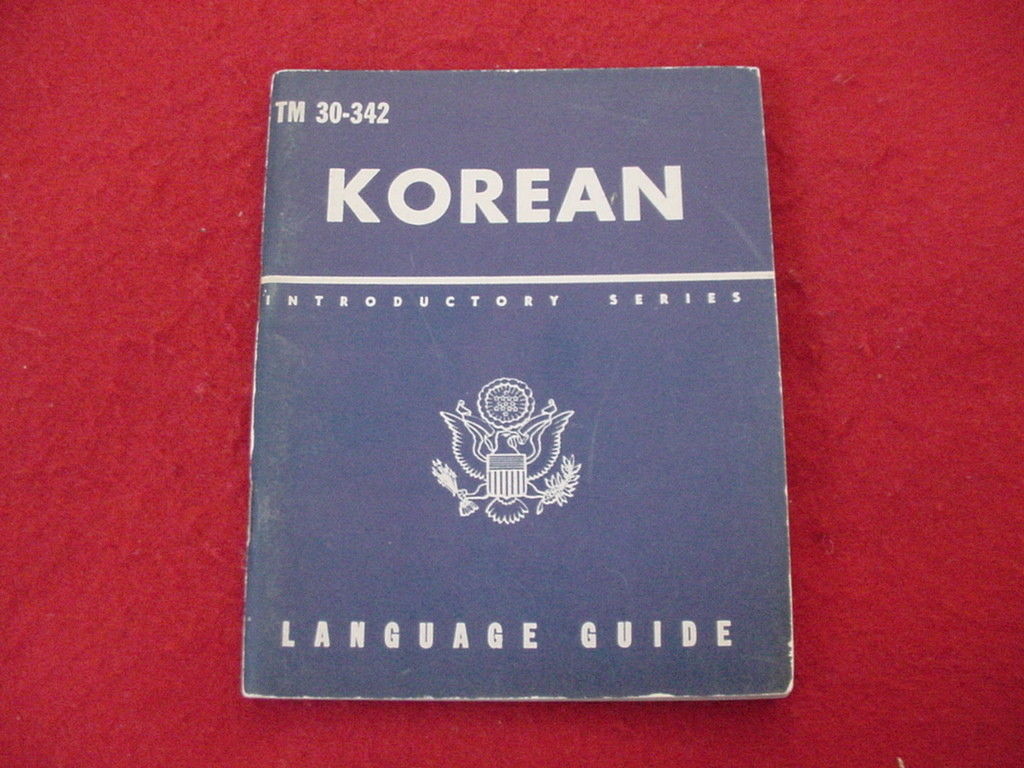 TM 30-342
KOREAN
INTRODUCTORY SERIES
LANGUAGE GUIDE